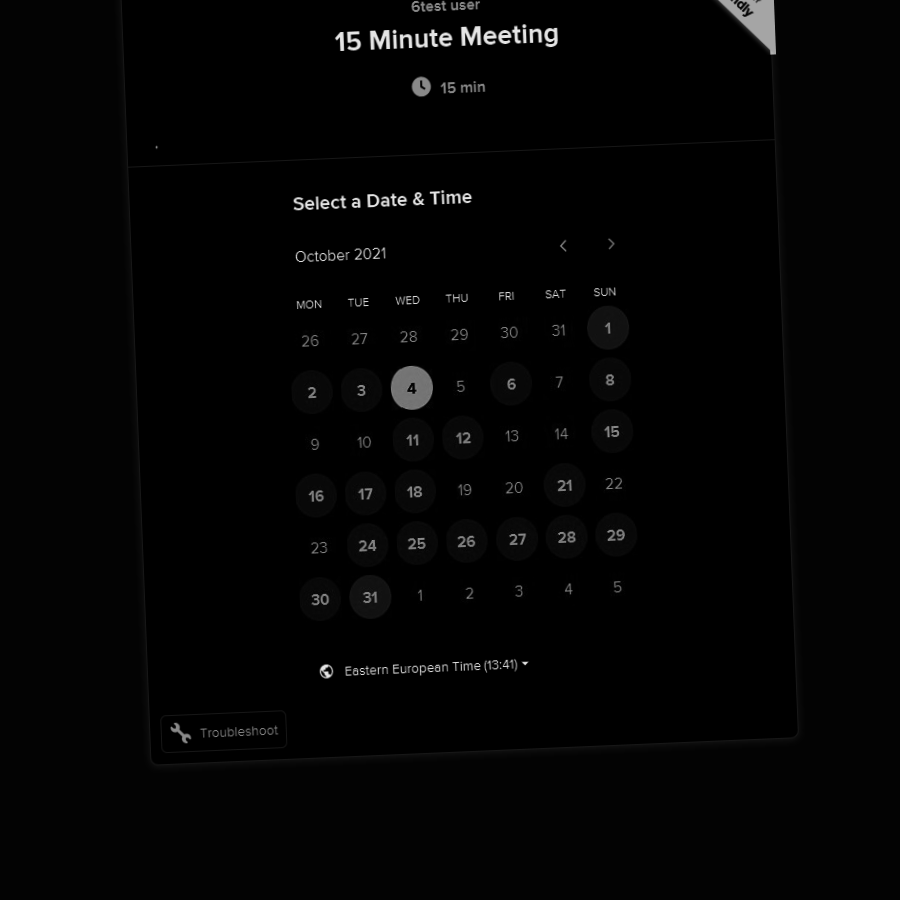 6test user
15 Minute Meeting
15 min
Select a Date & Time
October 2021
MON TUE WED THU FRI SAT SUN
26 27 28 29 30 31 1
2 3 4 5 6 7 8
9 10 11 12 13 14 15
16 17 18 19 20 21 22
23 24 25 26 27 28 29
30 31 1 2 3 4 5
Eastern European Time (13:41)
Troubleshoot